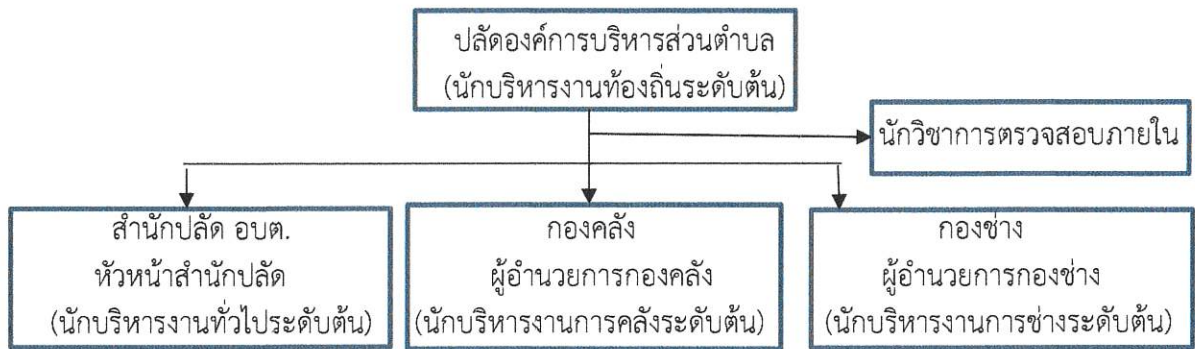 ปลัดองค์การบริหารส่วนตำบล
(นักบริหารงานท้องถิ่นระดับต้น)
นักวิชาการตรวจสอบภายใน
สำนักปลัด อบต.
หัวหน้าสำนักปลัด
(นักบริหารงานทั่วไประดับต้น)
กองคลัง
ผู้อำนวยการกองคลัง
(นักบริหารงานการคลังระดับต้น)
กองช่าง
ผู้อำนวยการกองช่าง
(นักบริหารงานการช่างระดับต้น)